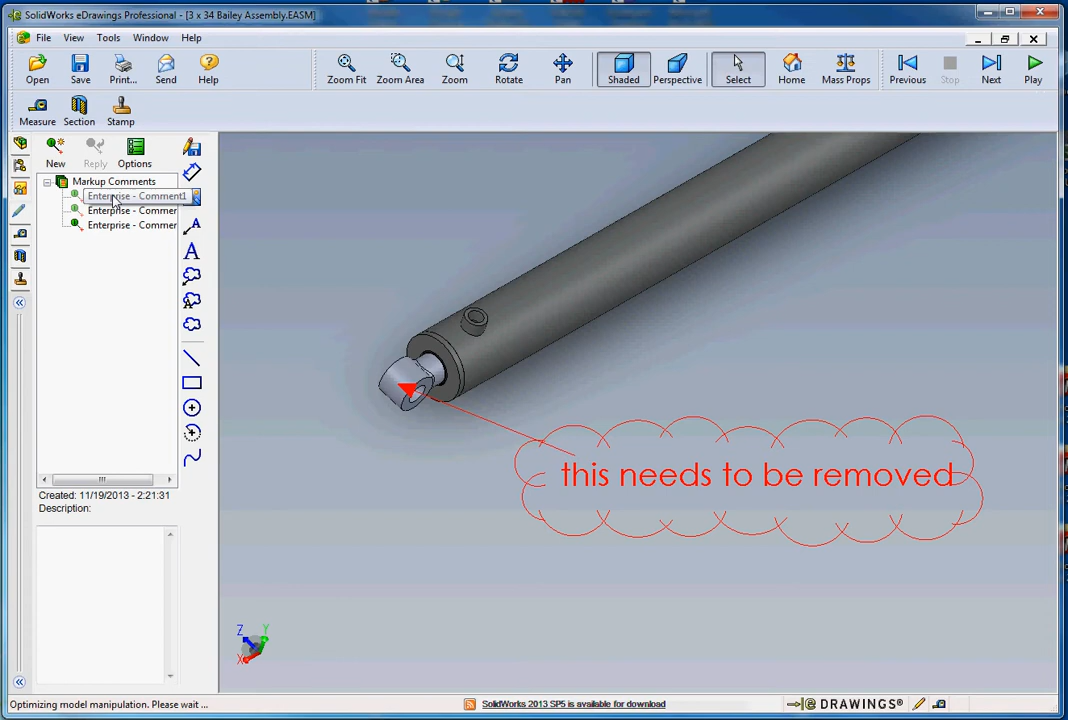 SolidWorks eDrawings Professional - [3 x 34 Bailey Assembly.EASM]
File View Tools Window Help
Open Save Print... Send Help Zoom Fit Zoom Area Zoom Rotate Pan Shaded Perspective Select Home Mass Props Previous Stop Next Play
Measure Section Stamp
New Reply Options
Markup Comments
Enterprise - Comment1
Enterprise - Commer
Enterprise - Commer
Created: 11/19/2013 - 2:21:31
Description:
this needs to be removed
Z Y
X
Optimizing model manipulation. Please wait ...
SolidWorks 2013 SP5 is available for download
eDRAWINGS®